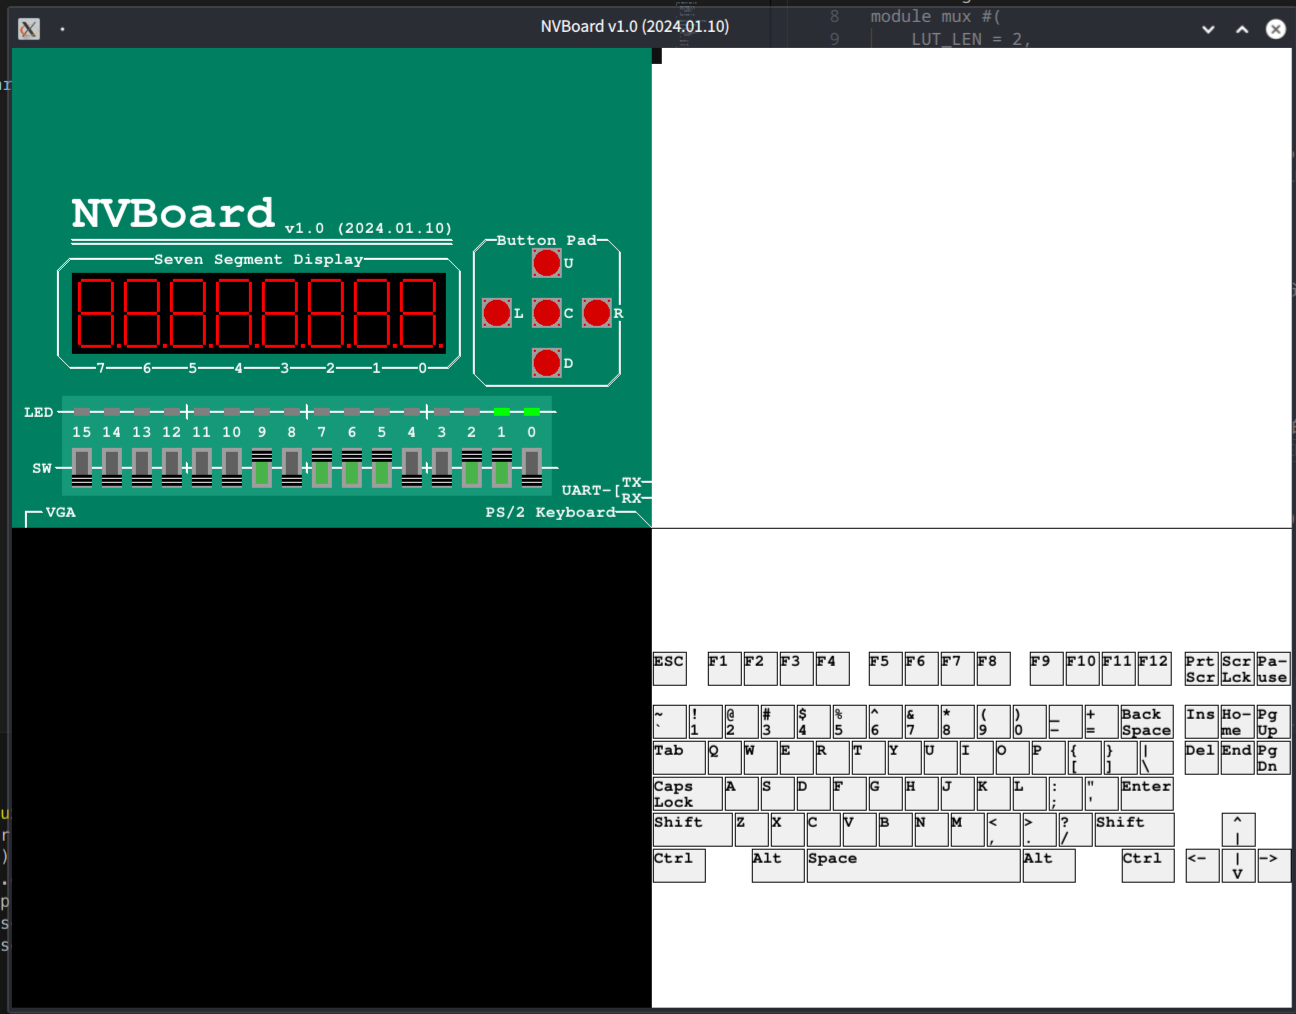 NVBoard v1.0 (2024.01.10)
8 module mux #(
9 LUT_LEN = 2,
NVBoard v1.0 (2024.01.10)
Seven Segment Display
7 6 5 4 3 2 1 0
Button Pad
U
L C R
D
LED
15 14 13 12 11 10 9 8 7 6 5 4 3 2 1 0
SW
UART-[ TX
RX
VGA
PS/2 Keyboard
ESC F1 F2 F3 F4 F5 F6 F7 F8 F9 F10 F11 F12 Prt Scr Scr Lck Pa-use
~ ` ! 1 @ 2 # 3 $ 4 % 5 ^ 6 & 7 * 8 ( 9 ) 0 _ - + = Back Space Ins Ho-me Pg Up
Tab Q W E R T Y U I O P { [ } ] | \ Del End Pg Dn
Caps Lock A S D F G H J K L : ; " ' Enter
Shift Z X C V B N M < , > . ? / Shift ^ |
Ctrl Alt Space Alt Ctrl <- | V ->